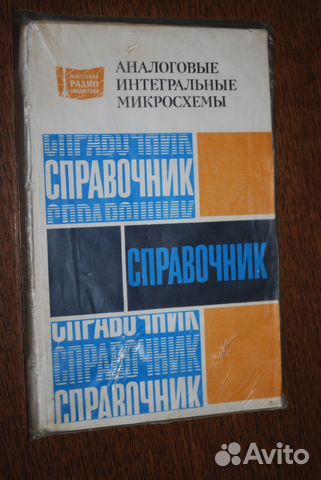 МАССОВАЯ
РАДИО
БИБЛИОТЕКА
АНАЛОГОВЫЕ
ИНТЕГРАЛЬНЫЕ
МИКРОСХЕМЫ
СПРАВОЧНИК
СПРАВОЧНИК
СПРАВОЧНИК
СПРАВОЧНИК
СПРАВОЧНИК
СПРАВОЧНИК
СПРАВОЧНИК
Avito